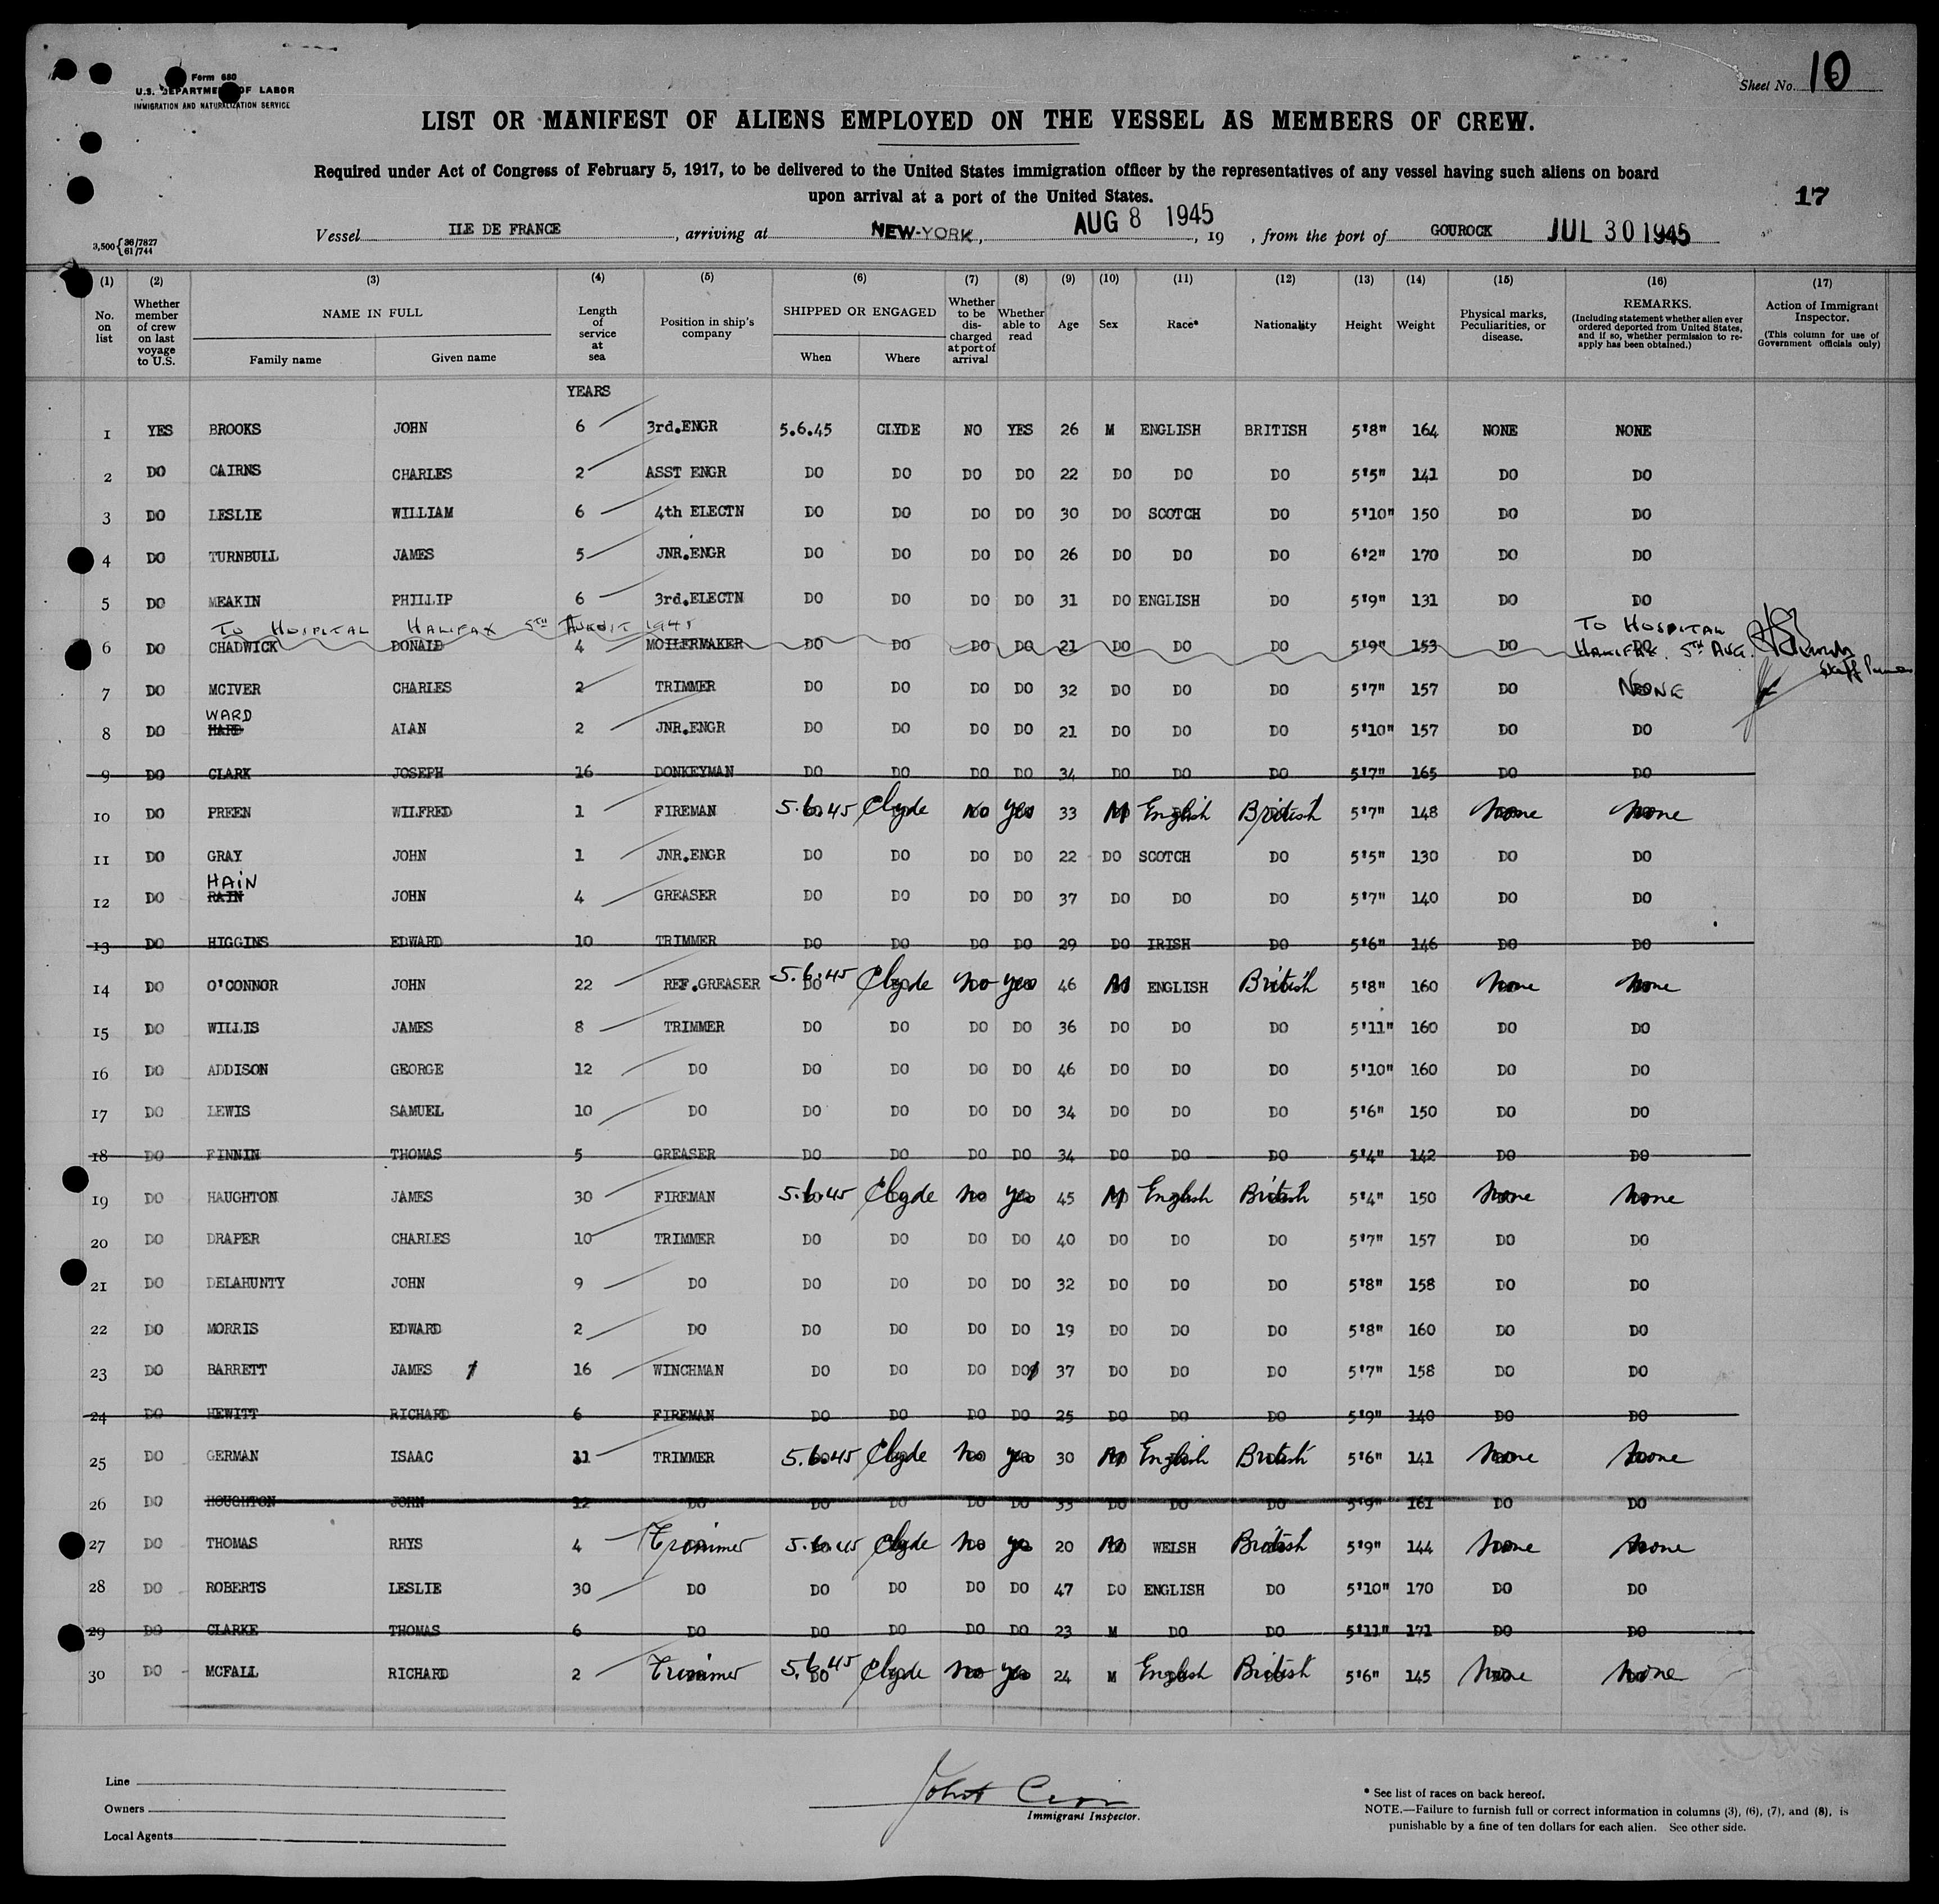 Form 680
U.S. DEPARTMENT OF LABOR
IMMIGRATION AND NATURALIZATION SERVICE
Sheet No. 10
LIST OR MANIFEST OF ALIENS EMPLOYED ON THE VESSEL AS MEMBERS OF CREW.
Required under Act of Congress of February 5, 1917, to be delivered to the United States immigration officer by the representatives of any vessel having such aliens on board
upon arrival at a port of the United States.
17
3,500 { 36/7827 61/744
Vessel ILE DE FRANCE, arriving at NEW-YORK, AUG 8 1945, 19 , from the port of GOUROCK JUL 30 1945
(1) (2) (3) (4) (5) (6) (7) (8) (9) (10) (11) (12) (13) (14) (15) (16) (17)
No. on list | Whether member of crew on last voyage to U.S. | NAME IN FULL Family name Given name | Length of service at sea | Position in ship's company | SHIPPED OR ENGAGED When Where | Whether to be discharged at port of arrival | Whether able to read | Age | Sex | Race* | Nationality | Height | Weight | Physical marks, Peculiarities, or disease. | REMARKS. (Including statement whether alien ever ordered deported from United States, and if so, whether permission to re-apply has been obtained.) | Action of Immigrant Inspector. (This column for use of Government officials only)
YEARS
1 YES BROOKS JOHN 6 3rd.ENGR 5.6.45 CLYDE NO YES 26 M ENGLISH BRITISH 5'8" 164 NONE NONE
2 DO CAIRNS CHARLES 2 ASST ENGR DO DO DO DO 22 DO DO DO 5'5" 141 DO DO
3 DO LESLIE WILLIAM 6 4th ELECTN DO DO DO DO 30 DO SCOTCH DO 5'10" 150 DO DO
4 DO TURNBULL JAMES 5 JNR.ENGR DO DO DO DO 26 DO DO DO 6'2" 170 DO DO
5 DO MEAKIN PHILLIP 6 3rd.ELECTN DO DO DO DO 31 DO ENGLISH DO 5'9" 131 DO DO
TO HOSPITAL HALIFAX 5TH AUGUST 1945 TO HOSPITAL
6 DO CHADWICK DONALD 4 MOILERMAKER DO DO DO DO 21 DO DO DO 5'9" 153 DO DO HALIFAX. 5TH AUG.
7 DO MCIVER CHARLES 2 TRIMMER DO DO DO DO 32 DO DO DO 5'7" 157 DO NONE
WARD
8 DO HARD ALAN 2 JNR.ENGR DO DO DO DO 21 DO DO DO 5'10" 157 DO DO
9 DO CLARK JOSEPH 16 DONKEYMAN DO DO DO DO 34 DO DO DO 5'7" 165 DO DO
10 DO PREEN WILFRED 1 FIREMAN 5.6.45 Clyde No yes 33 M English British 5'7" 148 None None
11 DO GRAY JOHN 1 JNR.ENGR DO DO DO DO 22 DO SCOTCH DO 5'5" 130 DO DO
HAIN
12 DO RAIN JOHN 4 GREASER DO DO DO DO 37 DO DO DO 5'7" 140 DO DO
13 DO HIGGINS EDWARD 10 TRIMMER DO DO DO DO 29 DO IRISH DO 5'6" 146 DO DO
14 DO O'CONNOR JOHN 22 REF.GREASER 5.6.45 Clyde No yes 46 M ENGLISH British 5'8" 160 None None
15 DO WILLIS JAMES 8 TRIMMER DO DO DO DO 36 DO DO DO 5'11" 160 DO DO
16 DO ADDISON GEORGE 12 DO DO DO DO DO 46 DO DO DO 5'10" 160 DO DO
17 DO LEWIS SAMUEL 10 DO DO DO DO DO 34 DO DO DO 5'6" 150 DO DO
18 DO FINNIN THOMAS 5 GREASER DO DO DO DO 34 DO DO DO 5'4" 142 DO DO
19 DO HAUGHTON JAMES 30 FIREMAN 5.6.45 Clyde No yes 45 M English British 5'4" 150 None None
20 DO DRAPER CHARLES 10 TRIMMER DO DO DO DO 40 DO DO DO 5'7" 157 DO DO
21 DO DELAHUNTY JOHN 9 DO DO DO DO DO 32 DO DO DO 5'8" 158 DO DO
22 DO MORRIS EDWARD 2 DO DO DO DO DO 19 DO DO DO 5'8" 160 DO DO
23 DO BARRETT JAMES 16 WINCHMAN DO DO DO DO 37 DO DO DO 5'7" 158 DO DO
24 DO HEWITT RICHARD 6 FIREMAN DO DO DO DO 25 DO DO DO 5'9" 140 DO DO
25 DO GERMAN ISAAC 11 TRIMMER 5.6.45 Clyde No yes 30 M English British 5'6" 141 None None
26 DO HOUGHTON JOHN 12 DO DO DO DO DO 33 DO DO DO 5'9" 161 DO DO
27 DO THOMAS RHYS 4 Trimmer 5.6.45 Clyde No yes 20 M WELSH British 5'9" 144 None None
28 DO ROBERTS LESLIE 30 DO DO DO DO DO 47 DO ENGLISH DO 5'10" 170 DO DO
29 DO CLARKE THOMAS 6 DO DO DO DO DO 23 M DO DO 5'11" 171 DO DO
30 DO MCFALL RICHARD 2 Trimmer 5.6.45 Clyde No yes 24 M English British 5'6" 145 None None
Line
Owners
Local Agents
Immigrant Inspector.
* See list of races on back hereof.
NOTE.—Failure to furnish full or correct information in columns (3), (6), (7), and (8), is
punishable by a fine of ten dollars for each alien. See other side.